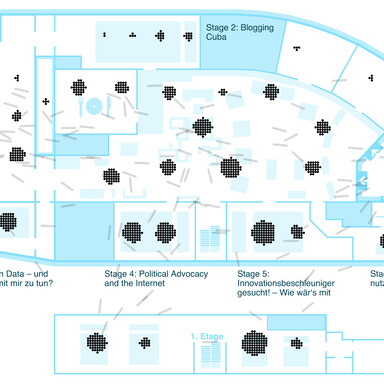 Stage 2: Blogging
Cuba
n Data – und
mit mir zu tun?
Stage 4: Political Advocacy
and the Internet
Stage 5:
Innovationsbeschleuniger
gesucht! – Wie wär's mit
Sta
nutz
1. Etage